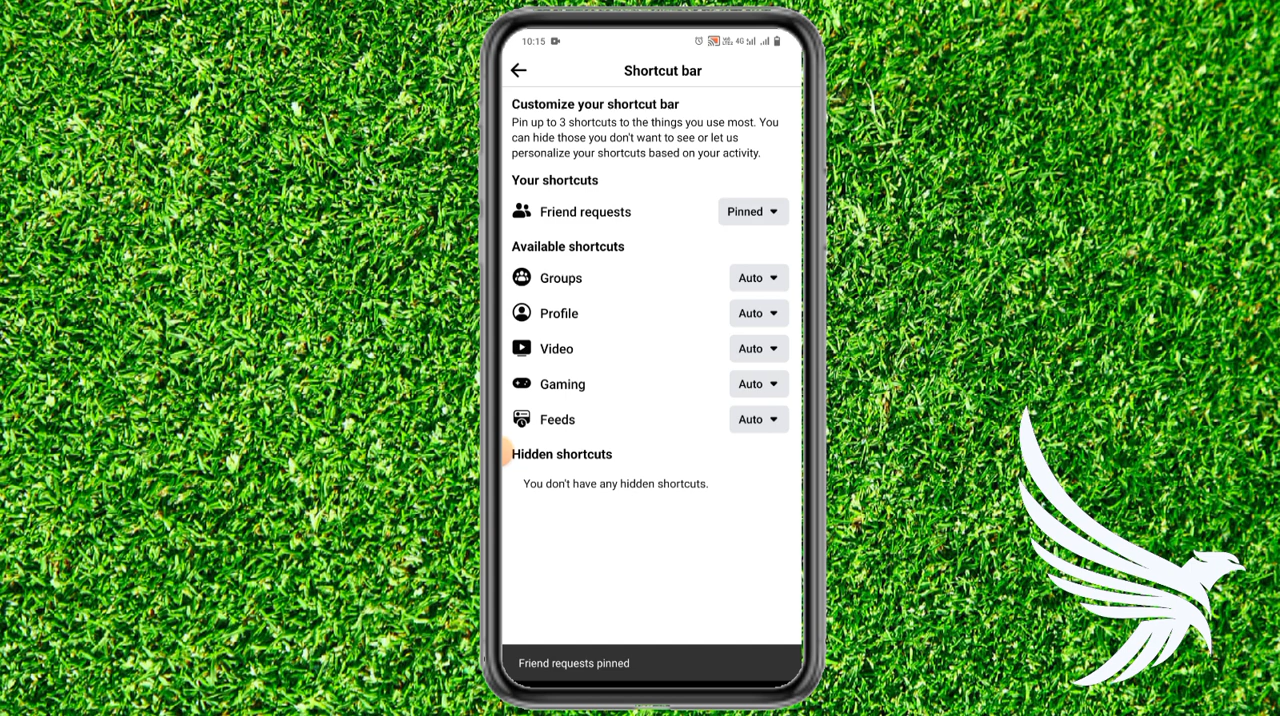 10:15
4G
Shortcut bar
Customize your shortcut bar
Pin up to 3 shortcuts to the things you use most. You
can hide those you don't want to see or let us
personalize your shortcuts based on your activity.
Your shortcuts
Friend requests Pinned
Available shortcuts
Groups Auto
Profile Auto
Video Auto
Gaming Auto
Feeds Auto
Hidden shortcuts
You don't have any hidden shortcuts.
Friend requests pinned